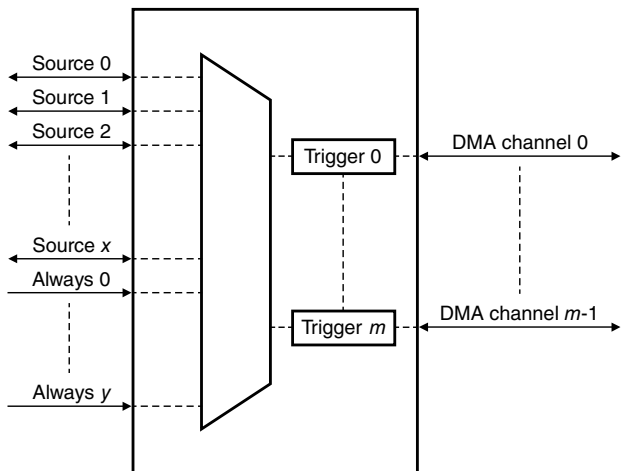 Source 0
Source 1
Source 2
Source x
Always 0
Always y
Trigger 0
Trigger m
DMA channel 0
DMA channel m-1